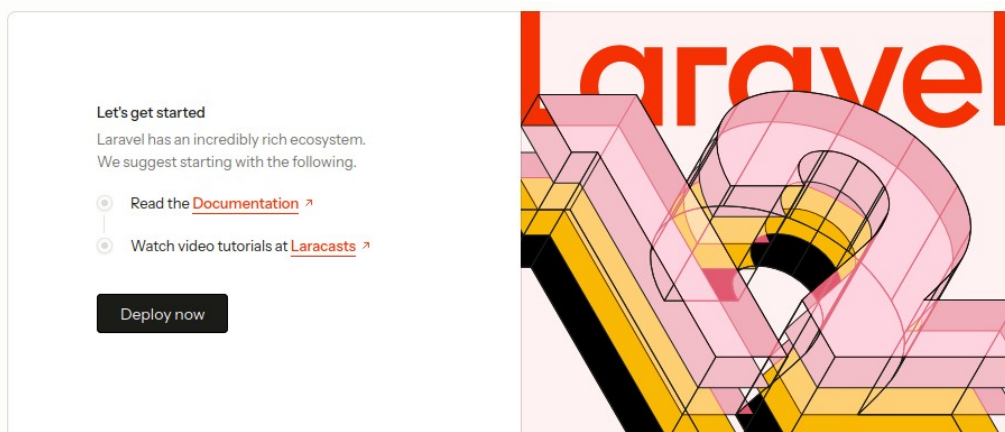 Laravel
Let's get started
Laravel has an incredibly rich ecosystem.
We suggest starting with the following.
Read the Documentation ↗
Watch video tutorials at Laracasts ↗
Deploy now